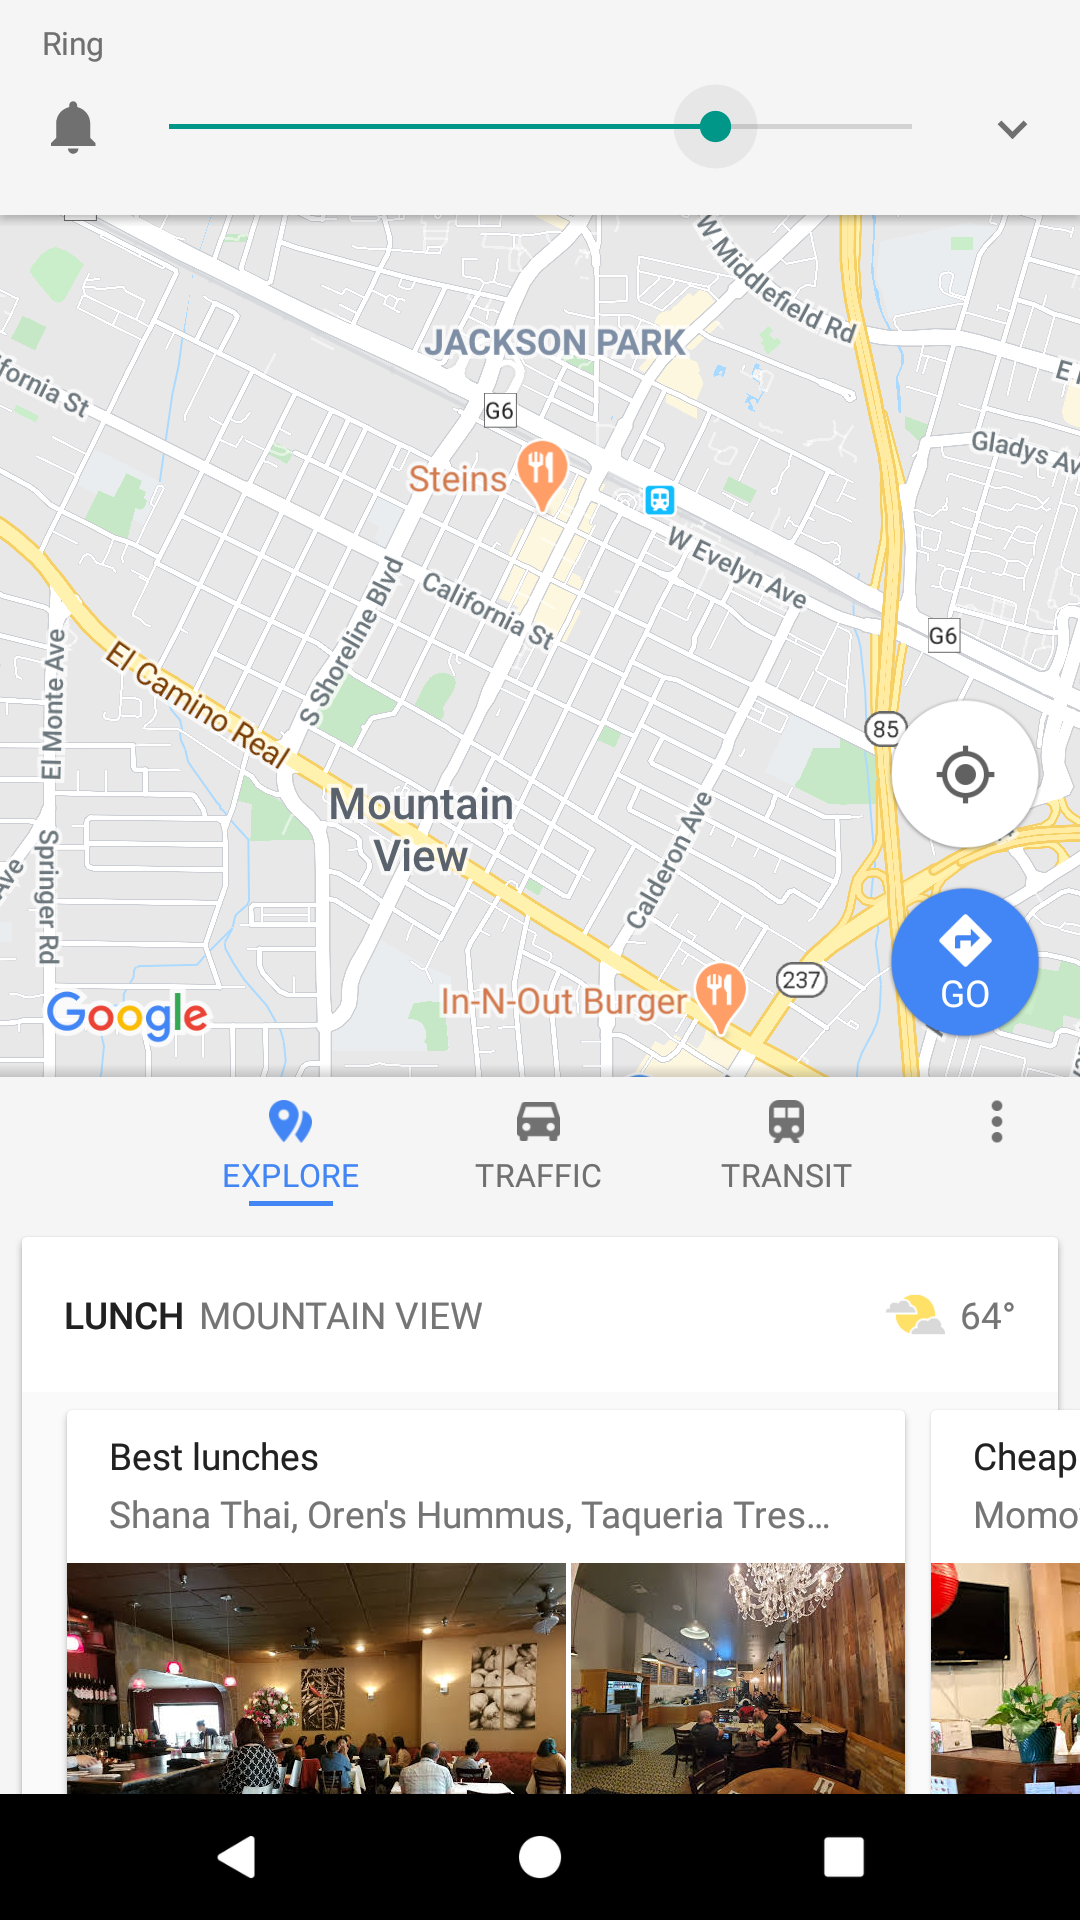 Ring
W Middlefield Rd
JACKSON PARK
California St
G6
Gladys Av
Steins
W Evelyn Ave
California St
S Shoreline Blvd
El Monte Ave
G6
El Camino Real
85
Mountain
View
Calderon Ave
Springer Rd
Ave
237
In-N-Out Burger
Google
GO
EXPLORE
TRAFFIC
TRANSIT
LUNCH MOUNTAIN VIEW
64°
Best lunches
Cheap
Shana Thai, Oren's Hummus, Taqueria Tres...
Momo